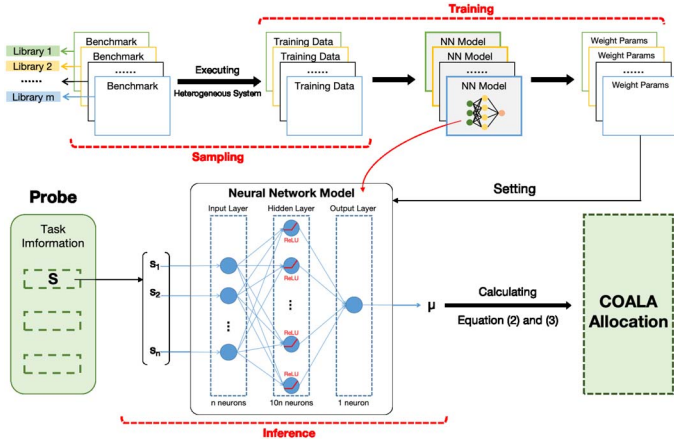 Training
Library 1
Library 2
......
Library m
Benchmark
Benchmark
......
Benchmark
Executing
Heterogeneous System
Training Data
Training Data
......
Training Data
NN Model
NN Model
......
NN Model
Weight Params
Weight Params
......
Weight Params
Sampling
Probe
Task
Imformation
S
Neural Network Model
Input Layer
Hidden Layer
Output Layer
Setting
S1
S2
...
Sn
ReLU
ReLU
...
ReLU
ReLU
...
μ
Calculating
Equation (2) and (3)
COALA
Allocation
n neurons
10n neurons
1 neuron
Inference